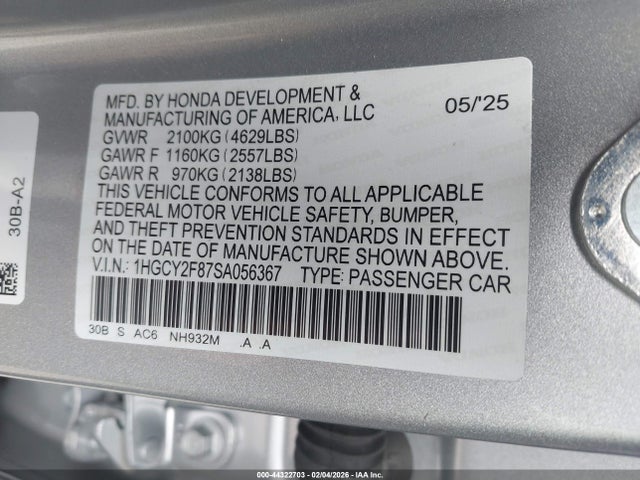 MFD. BY HONDA DEVELOPMENT &
MANUFACTURING OF AMERICA, LLC 05/'25
GVWR 2100KG (4629LBS)
GAWR F 1160KG (2557LBS)
GAWR R 970KG (2138LBS)
THIS VEHICLE CONFORMS TO ALL APPLICABLE
FEDERAL MOTOR VEHICLE SAFETY, BUMPER,
AND THEFT PREVENTION STANDARDS IN EFFECT
ON THE DATE OF MANUFACTURE SHOWN ABOVE.
V.I.N.: 1HGCY2F87SA056367 TYPE: PASSENGER CAR
30B S AC6 NH932M .A .A
30B-A2
000-44322703 - 02/04/2026 - IAA Inc.